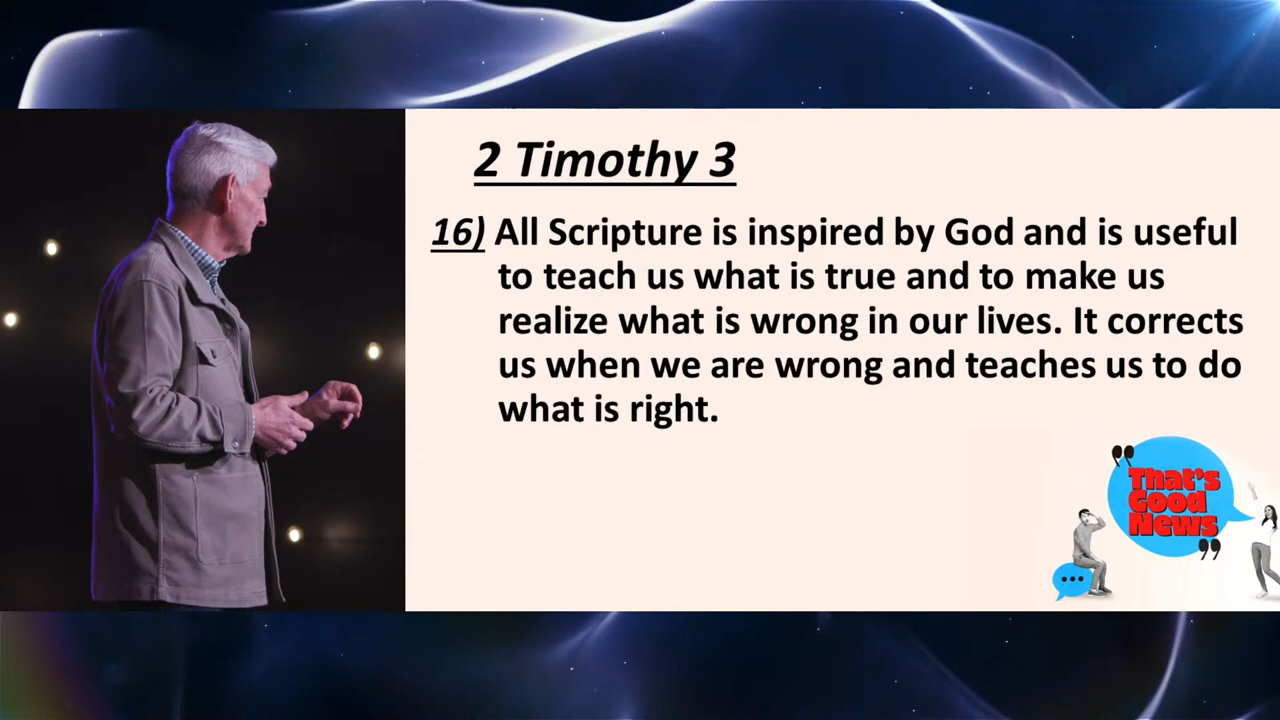 2 Timothy 3
16) All Scripture is inspired by God and is useful
to teach us what is true and to make us
realize what is wrong in our lives. It corrects
us when we are wrong and teaches us to do
what is right.
"That's
Good
News"